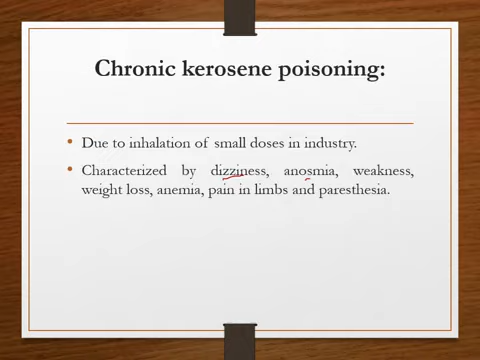 Chronic kerosene poisoning:
• Due to inhalation of small doses in industry.
• Characterized by dizziness, anosmia, weakness,
weight loss, anemia, pain in limbs and paresthesia.